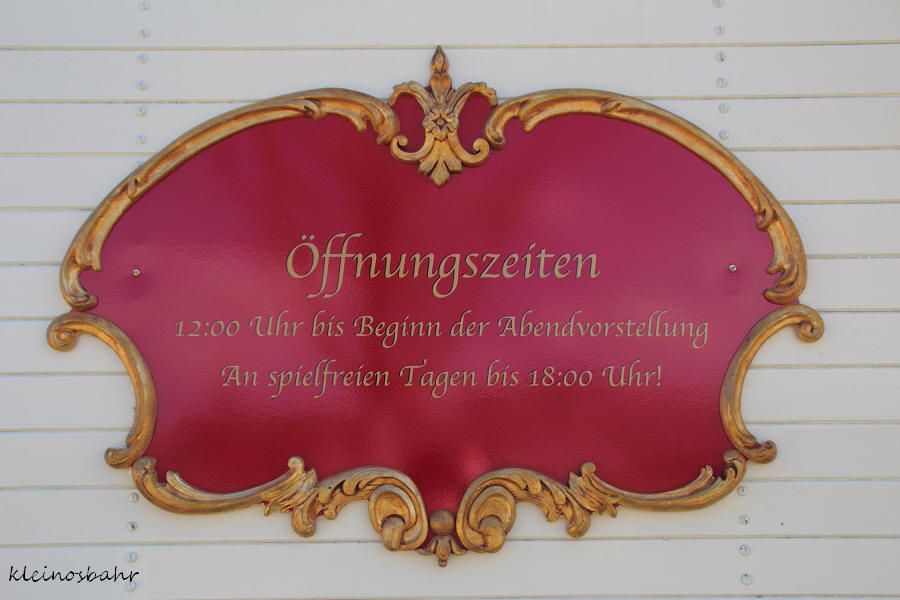 Öffnungszeiten
12:00 Uhr bis Beginn der Abendvorstellung
An spielfreien Tagen bis 18:00 Uhr!
kleinosbahr